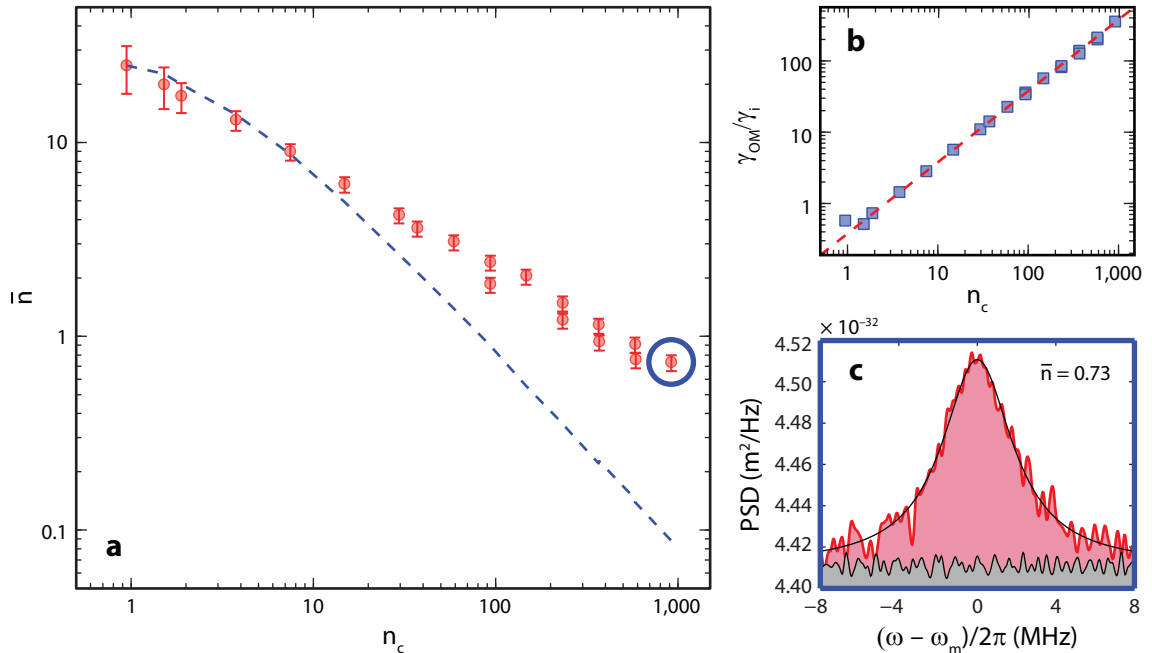 a
n̄
10
1
0.1
1
10
100
1,000
n_c
b
γ_OM/γ_i
100
10
1
1
10
100
1,000
n_c
× 10⁻³²
c
n̄ = 0.73
PSD (m²/Hz)
4.52
4.50
4.48
4.46
4.44
4.42
4.40
−8
−4
0
4
8
(ω − ω_m)/2π (MHz)